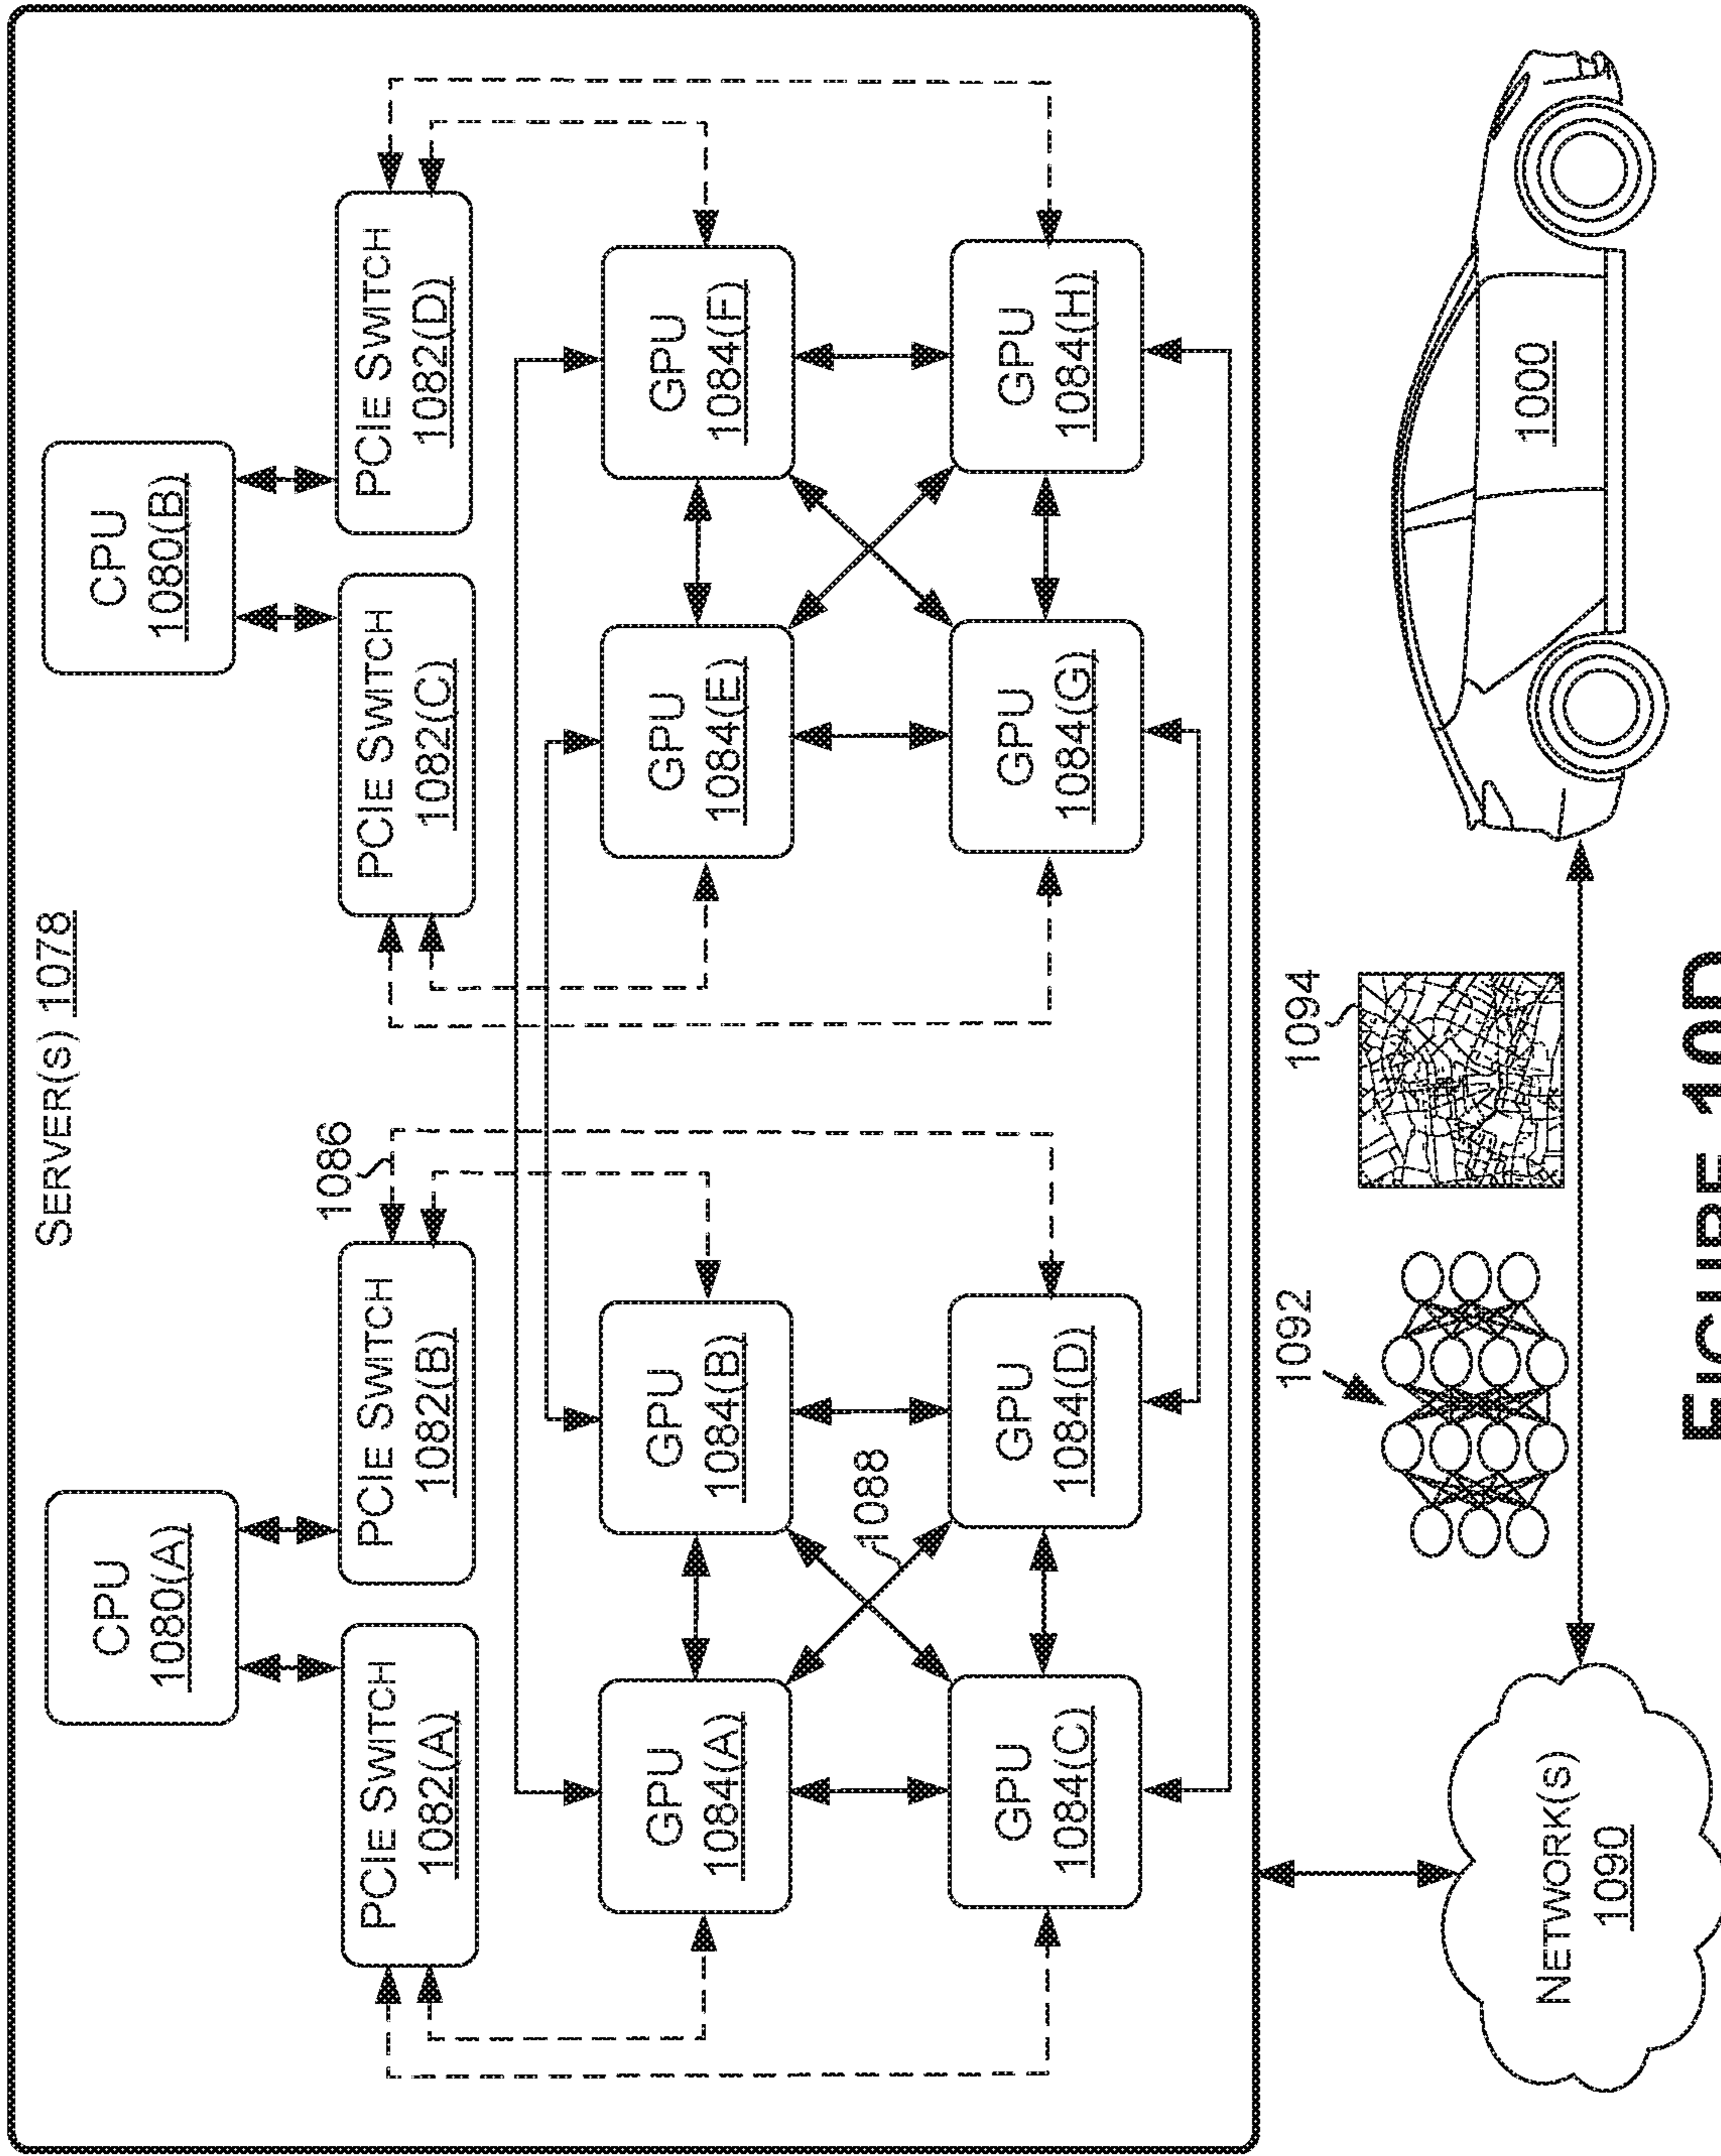 SERVER(S) 1078
CPU
1080(A)
CPU
1080(B)
PCIE SWITCH
1082(A)
PCIE SWITCH
1082(B)
1086
PCIE SWITCH
1082(C)
PCIE SWITCH
1082(D)
GPU
1084(A)
GPU
1084(B)
GPU
1084(E)
GPU
1084(F)
1088
GPU
1084(C)
GPU
1084(D)
GPU
1084(G)
GPU
1084(H)
NETWORK(S)
1090
1092
1094
1000
FIGURE 10D